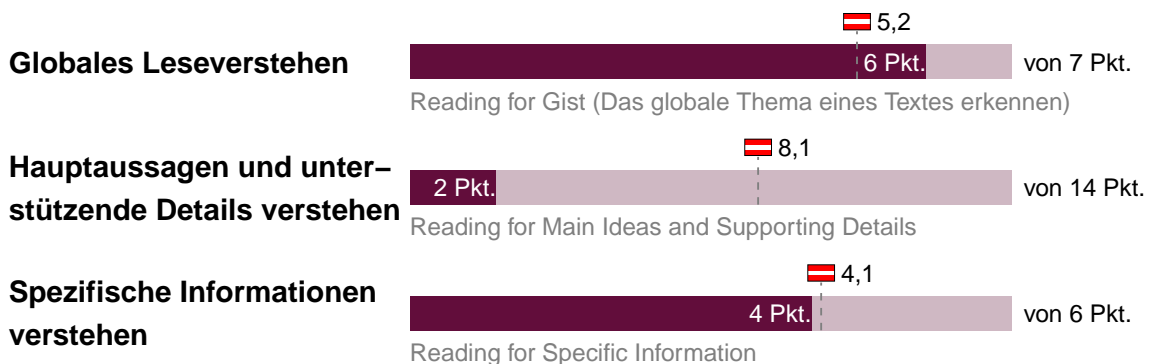 5,2
Globales Leseverstehen
6 Pkt.
von 7 Pkt.
Reading for Gist (Das globale Thema eines Textes erkennen)
8,1
Hauptaussagen und unter–
stützende Details verstehen
2 Pkt.
von 14 Pkt.
Reading for Main Ideas and Supporting Details
4,1
Spezifische Informationen
verstehen
4 Pkt.
von 6 Pkt.
Reading for Specific Information